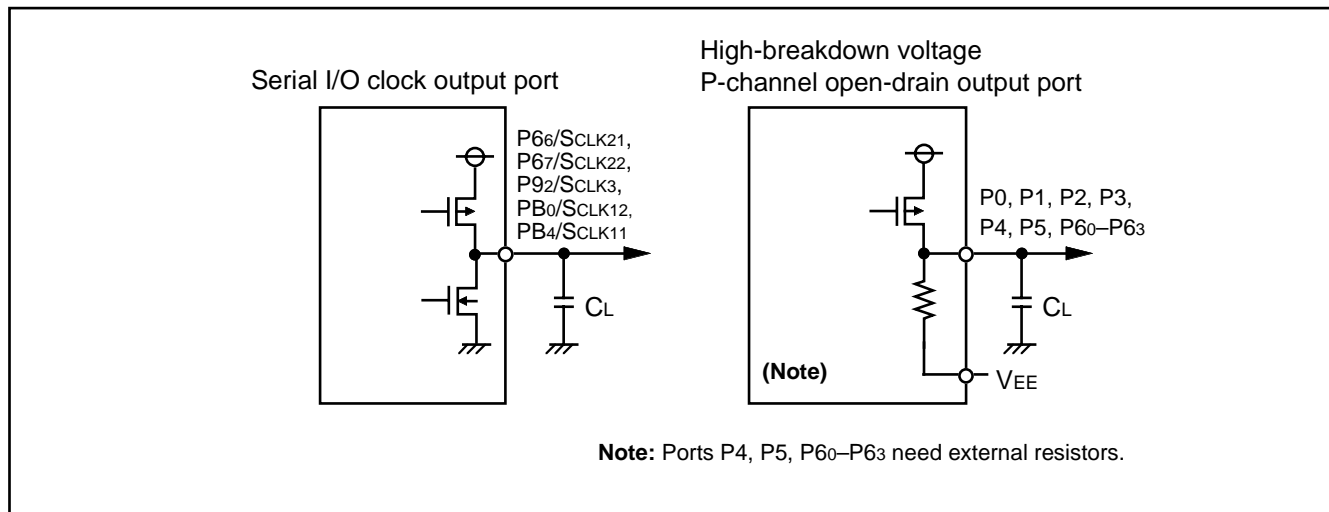 Serial I/O clock output port
P66/SCLK21,
P67/SCLK22,
P92/SCLK3,
PB0/SCLK12,
PB4/SCLK11
CL
High-breakdown voltage
P-channel open-drain output port
P0, P1, P2, P3,
P4, P5, P60–P63
CL
(Note)
VEE
Note: Ports P4, P5, P60–P63 need external resistors.